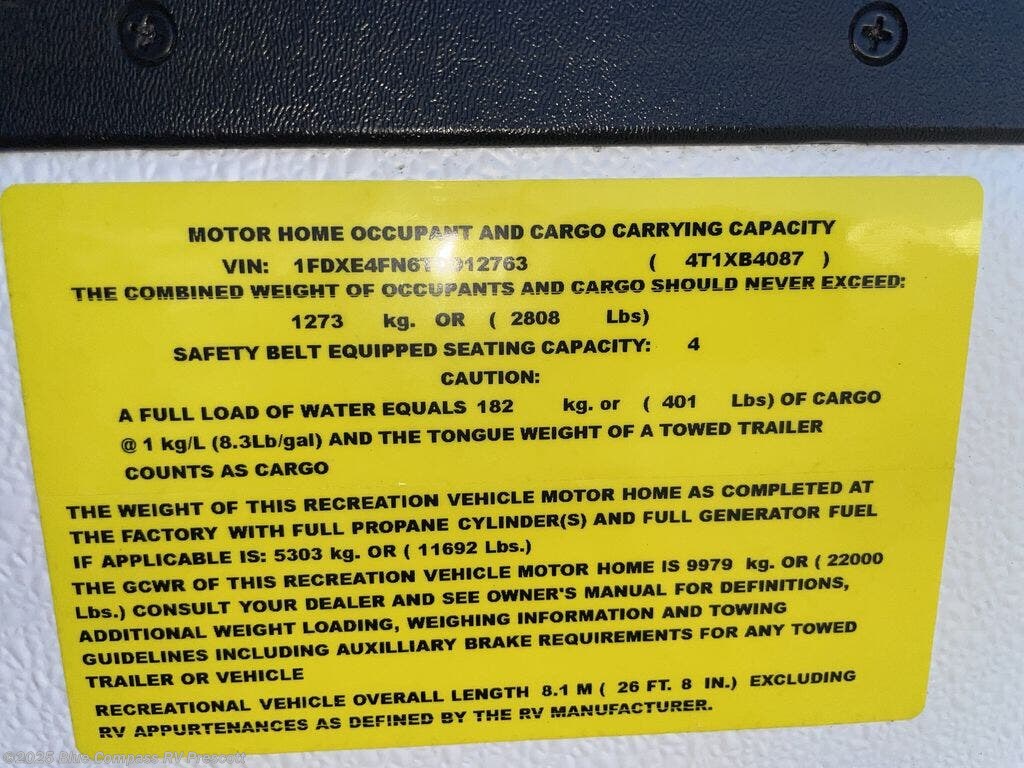 MOTOR HOME OCCUPANT AND CARGO CARRYING CAPACITY
VIN: ( 4T1XB4087 )
THE COMBINED WEIGHT OF OCCUPANTS AND CARGO SHOULD NEVER EXCEED:
1273 kg. OR ( 2808 Lbs)
SAFETY BELT EQUIPPED SEATING CAPACITY: 4
CAUTION:
A FULL LOAD OF WATER EQUALS 182 kg. or ( 401 Lbs) OF CARGO
@ 1 kg/L (8.3Lb/gal) AND THE TONGUE WEIGHT OF A TOWED TRAILER
COUNTS AS CARGO
THE WEIGHT OF THIS RECREATION VEHICLE MOTOR HOME AS COMPLETED AT
THE FACTORY WITH FULL PROPANE CYLINDER(S) AND FULL GENERATOR FUEL
IF APPLICABLE IS: 5303 kg. OR ( 11692 Lbs.)
THE GCWR OF THIS RECREATION VEHICLE MOTOR HOME IS 9979 kg. OR ( 22000
Lbs.) CONSULT YOUR DEALER AND SEE OWNER'S MANUAL FOR DEFINITIONS,
ADDITIONAL WEIGHT LOADING, WEIGHING INFORMATION AND TOWING
GUIDELINES INCLUDING AUXILLIARY BRAKE REQUIREMENTS FOR ANY TOWED
TRAILER OR VEHICLE
RECREATIONAL VEHICLE OVERALL LENGTH 8.1 M ( 26 FT. 8 IN.) EXCLUDING
RV APPURTENANCES AS DEFINED BY THE RV MANUFACTURER.
©2025 Blue Compass RV Prescott